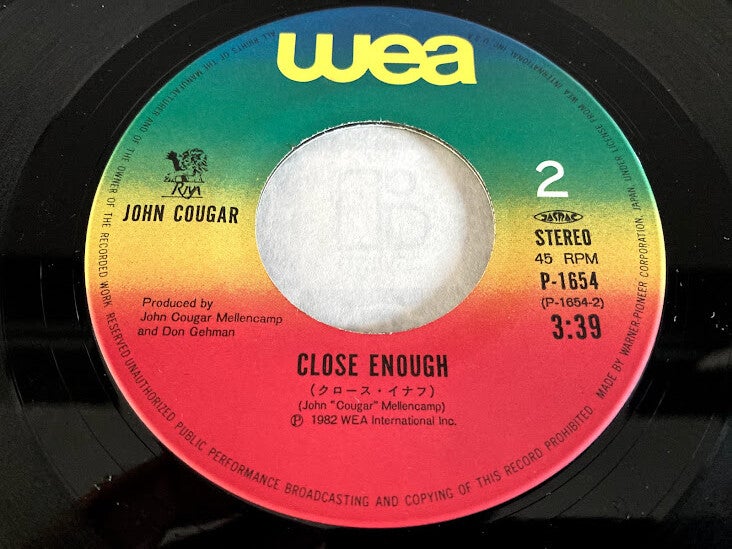 wea
Riva
JOHN COUGAR
2
JASRAC
STEREO
45 RPM
P-1654
(P-1654-2)
3:39
Produced by
John Cougar Mellencamp
and Don Gehman
CLOSE ENOUGH
(クロース・イナフ)
(John "Cougar" Mellencamp)
Ⓟ 1982 WEA International Inc.
ALL RIGHTS OF THE MANUFACTURER AND OF THE OWNER OF THE RECORDED WORK RESERVED UNAUTHORIZED PUBLIC PERFORMANCE BROADCASTING AND COPYING OF THIS RECORD PROHIBITED. MADE BY WARNER-PIONEER CORPORATION, JAPAN, UNDER LICENSE FROM WEA INTERNATIONAL INC. U.S.A.